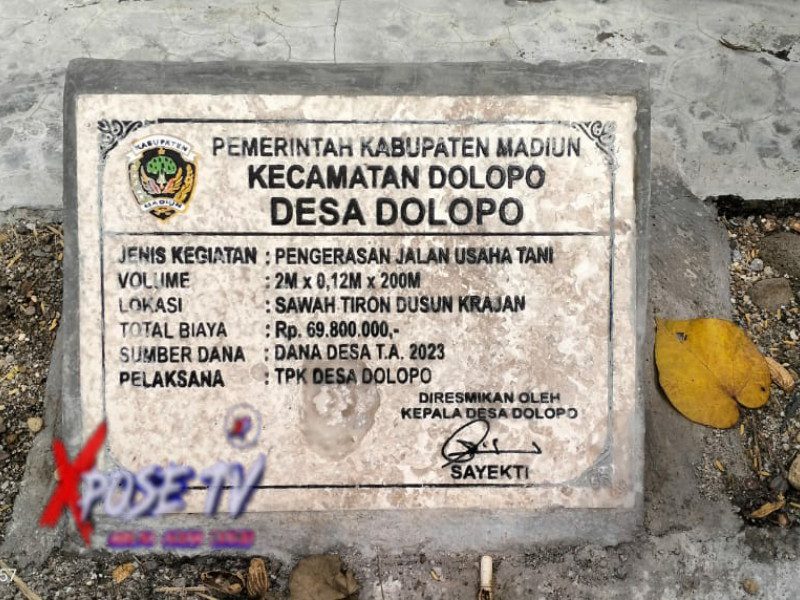 KABUPATEN
MADIUN
PEMERINTAH KABUPATEN MADIUN
KECAMATAN DOLOPO
DESA DOLOPO
JENIS KEGIATAN : PENGERASAN JALAN USAHA TANI
VOLUME : 2M x 0,12M x 200M
LOKASI : SAWAH TIRON DUSUN KRAJAN
TOTAL BIAYA : Rp. 69.800.000,-
SUMBER DANA : DANA DESA T.A. 2023
PELAKSANA : TPK DESA DOLOPO
DIRESMIKAN OLEH
KEPALA DESA DOLOPO
SAYEKTI
XPOSE TV
57